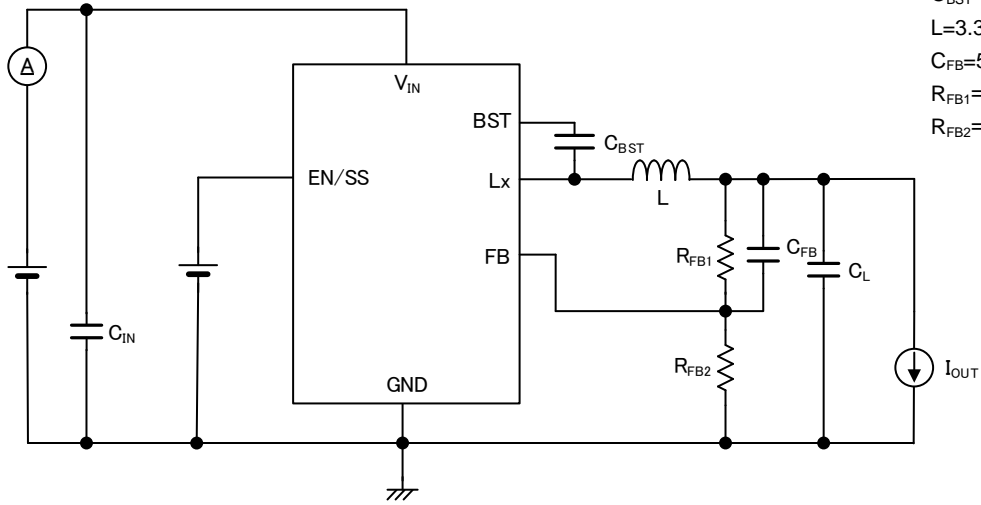 L=3.3
C_FB=5
R_FB1=
R_FB2=
A
V_IN
BST
C_BST
EN/SS
Lx
L
FB
R_FB1
C_FB
C_L
C_IN
R_FB2
GND
I_OUT